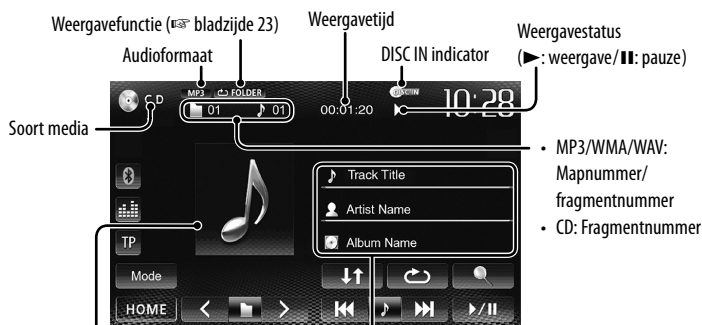 Weergavefunctie (☞ bladzijde 23)
Weergavetijd
Weergavestatus
(►: weergave/II: pauze)
Audioformaat
DISC IN indicator
MP3 FOLDER
DISC IN
CD
01 01
00:01:20
10:28
Soort media
• MP3/WMA/WAV:
Mapnummer/
fragmentnummer
• CD: Fragmentnummer
Track Title
Artist Name
Album Name
TP
Mode
HOME